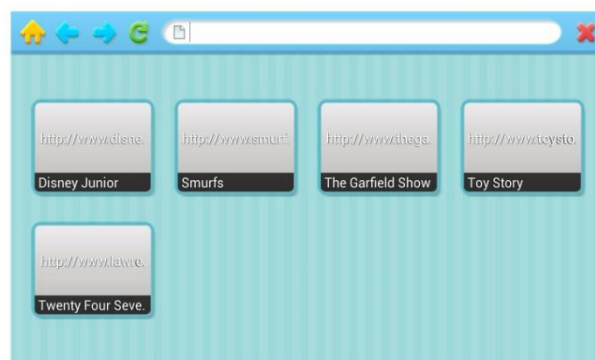 http://www.disne.
http://www.smurf.
http://www.thega.
http://www.toysto.
Disney Junior
Smurfs
The Garfield Show
Toy Story
http://www.lawre.
Twenty Four Seve.